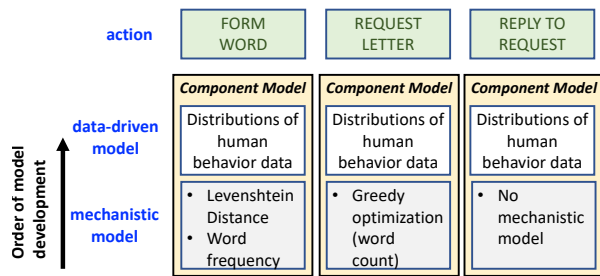 action
FORM
WORD
REQUEST
LETTER
REPLY TO
REQUEST
Order of model
development
data-driven
model
mechanistic
model
Component Model
Distributions of
human
behavior data
• Levenshtein
Distance
• Word
frequency
Component Model
Distributions of
human
behavior data
• Greedy
optimization
(word
count)
Component Model
Distributions of
human
behavior data
• No
mechanistic
model